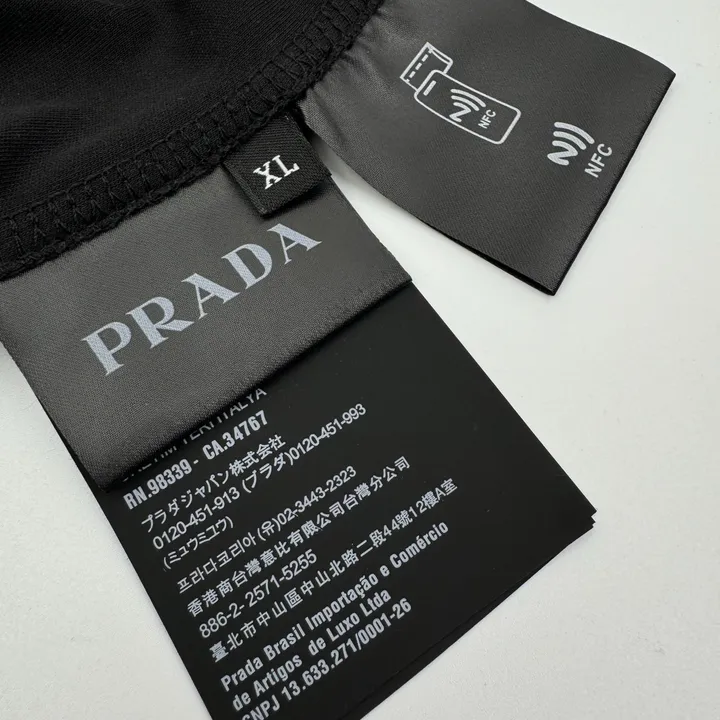 NFC
NFC
XL
PRADA
RN.98339 - CA.34767
プラダジャパン株式会社
0120-451-913 (プラダ)0120-451-993
(ミュウミュウ)
프라다코리아 (유)02-3443-2323
香港商台灣意比有限公司台灣分公司
886-2- 2571-5255
臺北市中山區中山北路二段44號12樓A室
Prada Brasil Importação e Comércio
de Artigos de Luxo Ltda
CNPJ 13.633.271/0001-26